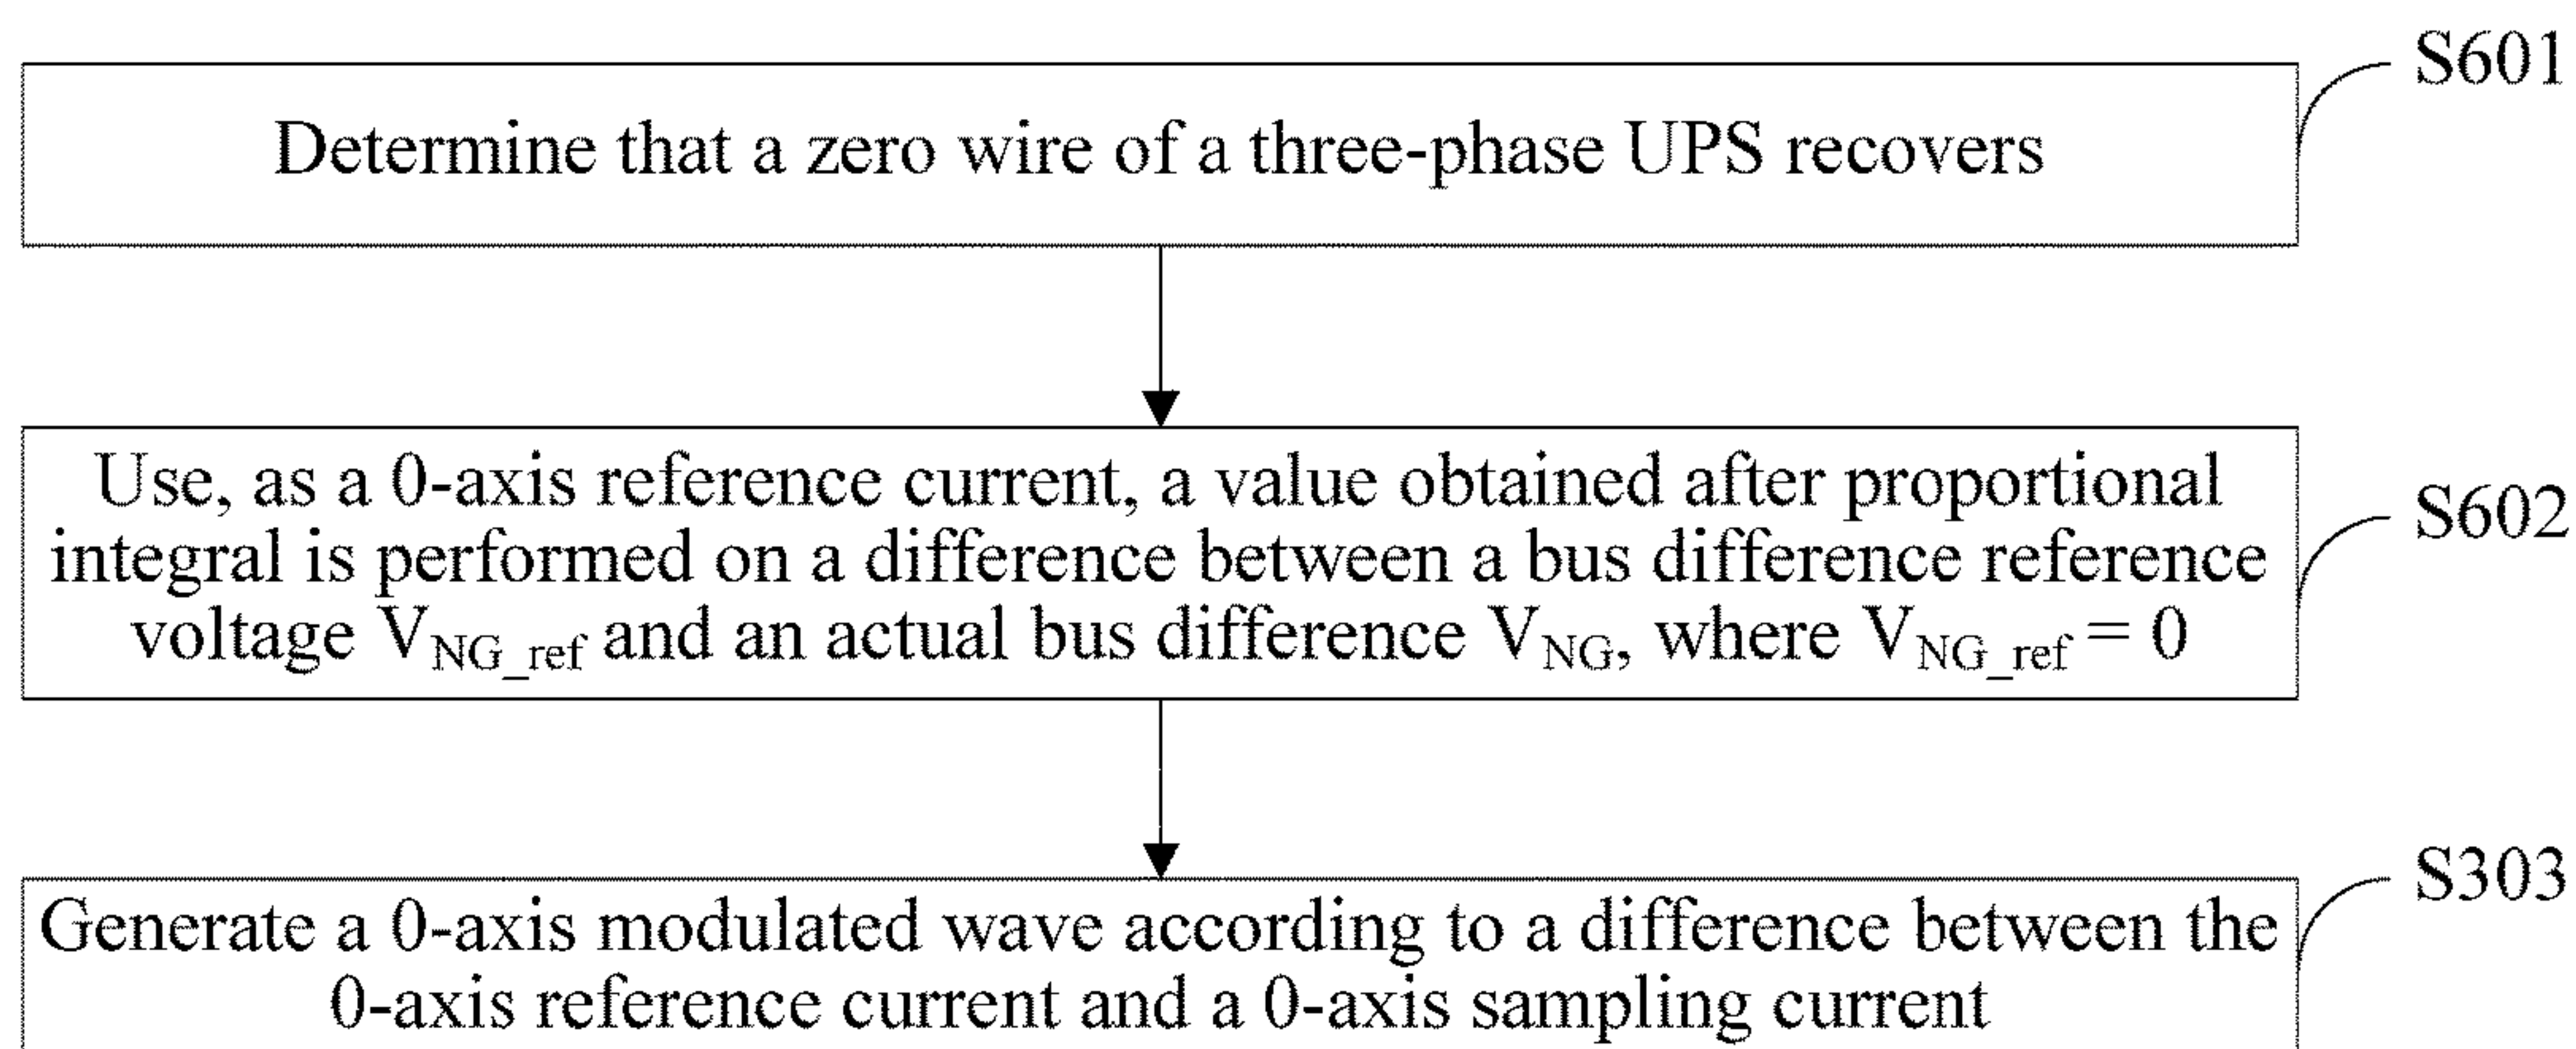 S601
Determine that a zero wire of a three-phase UPS recovers
Use, as a 0-axis reference current, a value obtained after proportional
integral is performed on a difference between a bus difference reference
voltage V_NG_ref and an actual bus difference V_NG, where V_NG_ref = 0
S602
Generate a 0-axis modulated wave according to a difference between the
0-axis reference current and a 0-axis sampling current
S303